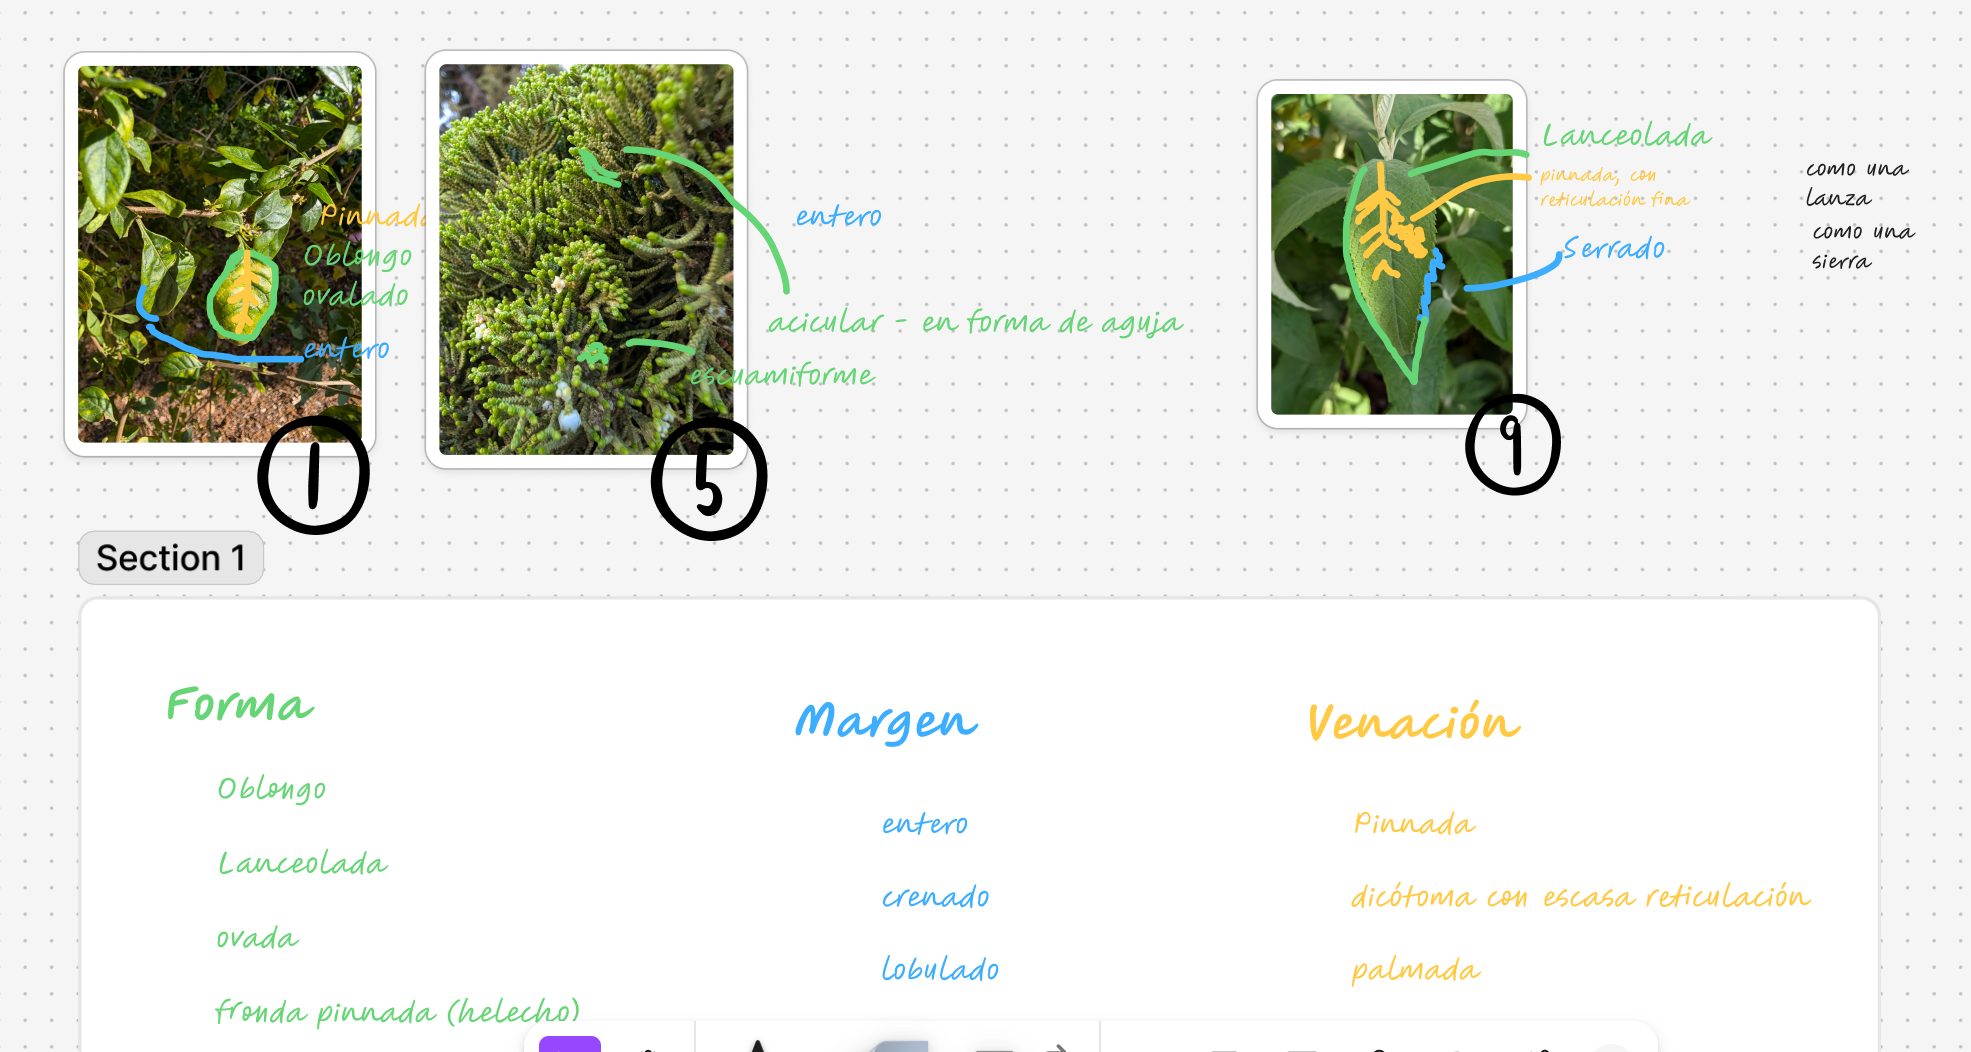 Pinnada
Oblongo
ovalado
entero
1
entero
acicular - en forma de aguja
escuamiforme
5
Lanceolada
pinnada, con
reticulación fina
Serrado
como una
lanza
como una
sierra
9
Section 1
Forma
Oblongo
Lanceolada
ovada
fronda pinnada (helecho)
Margen
entero
crenado
lobulado
Venación
Pinnada
dicótoma con escasa reticulación
palmada